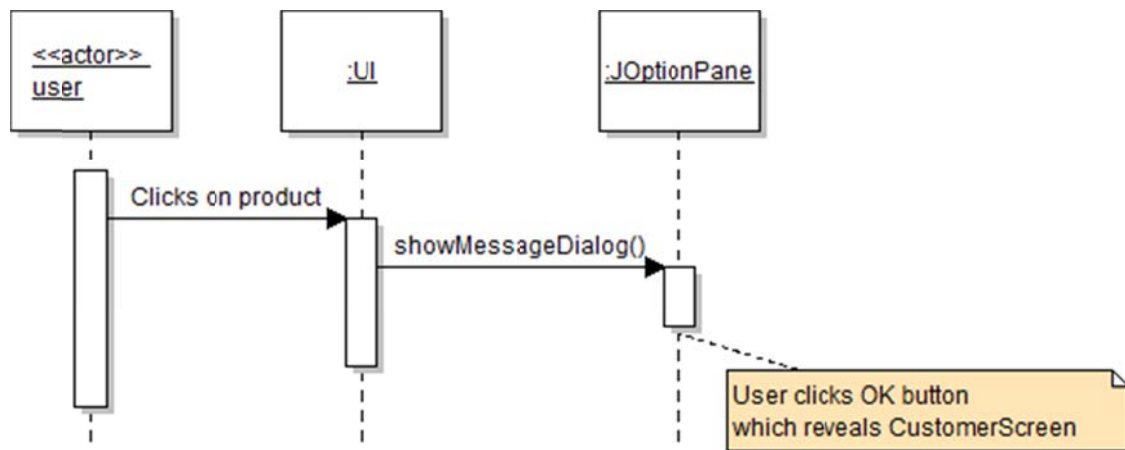 <<actor>>
user
:UI
:JOptionPane
Clicks on product
showMessageDialog()
User clicks OK button
which reveals CustomerScreen